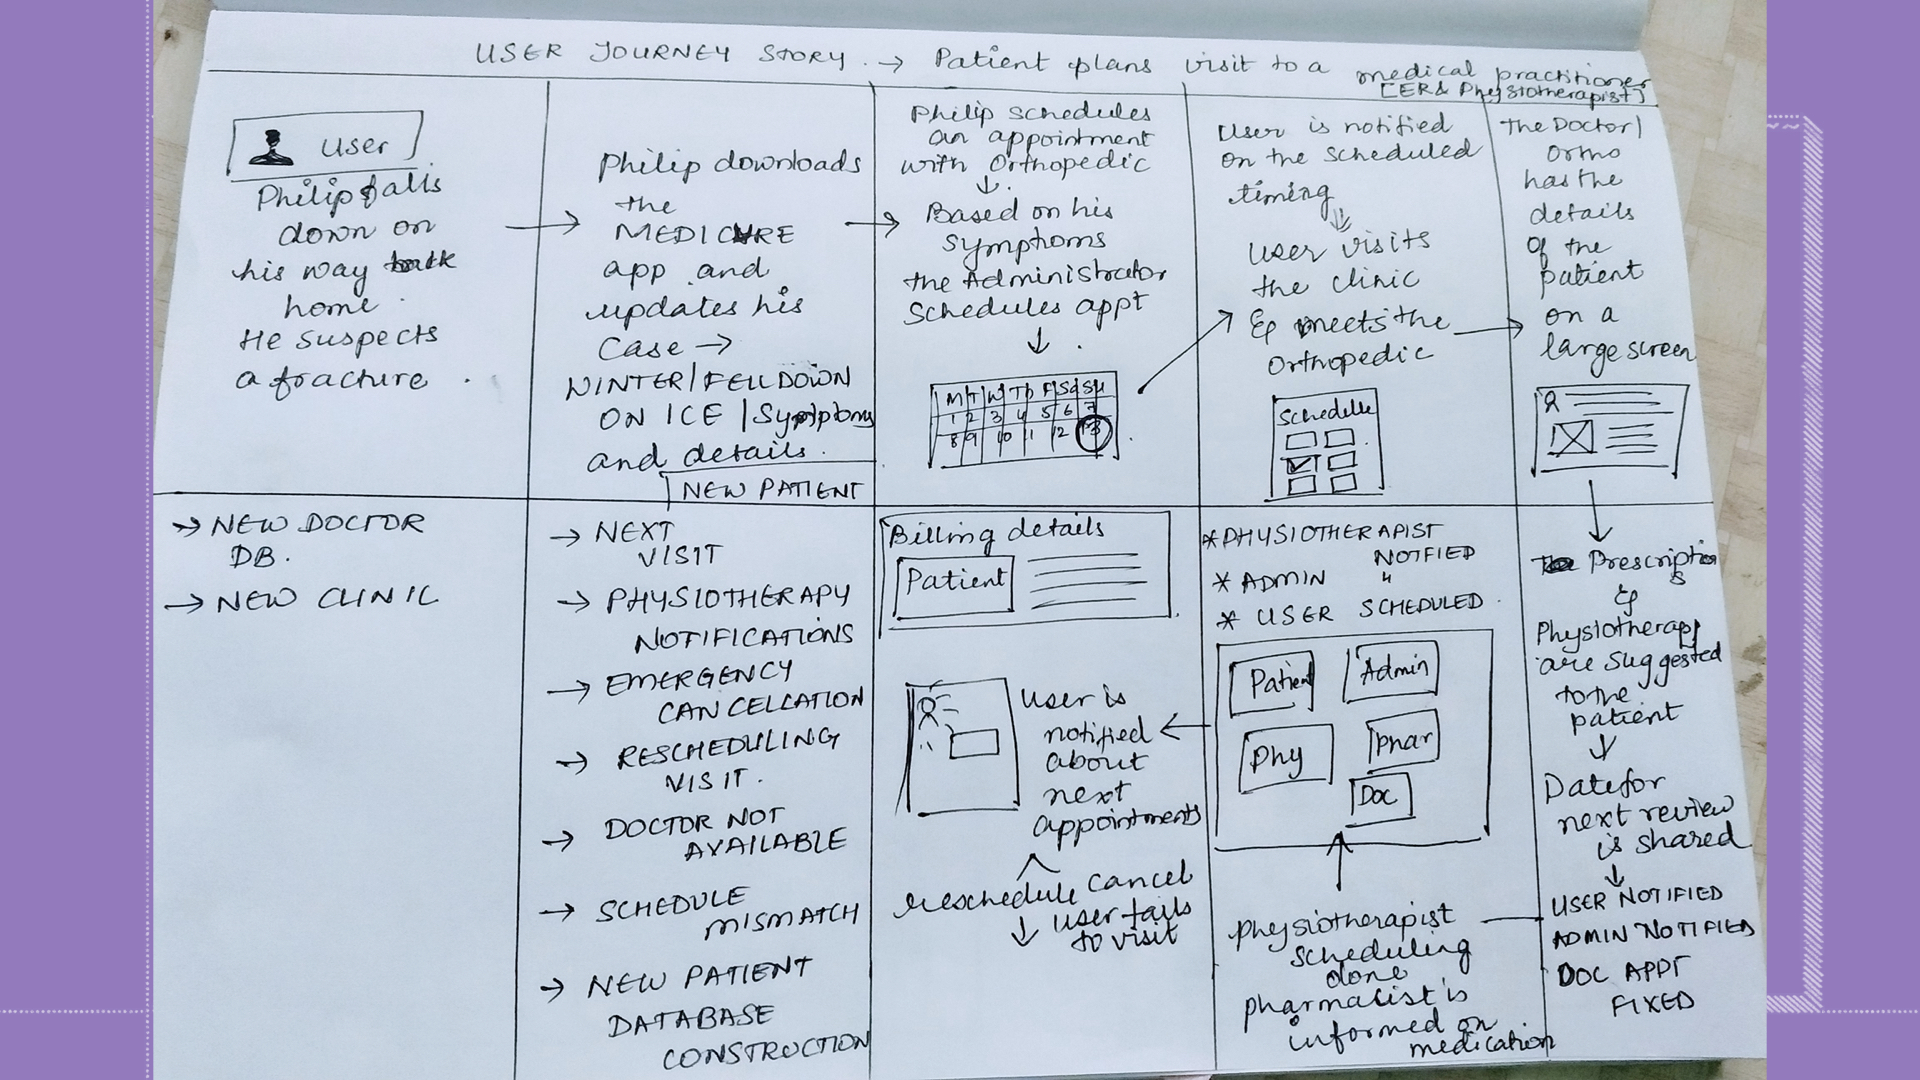 USER JOURNEY STORY. → Patient plans visit to a medical practitioner
[ER & Physiotherapist]
User
Philip falls
down on
his way
home.
He suspects
a fracture.
Philip downloads
the
MEDICURE
app and
updates his
Case →
WINTER/FELL DOWN
ON ICE | Symptoms
and details.
NEW PATIENT
Philip schedules
an appointment
with Orthopedic
↓.
Based on his
symptoms
the Administrator
Schedules appt
↓.
M T W Th F Sa Su
1 2 3 4 5 6 7
8 9 10 11 12 13
User is notified
on the scheduled
timing
User visits
the clinic
& meets the
orthopedic
Schedule
The Doctor/
Ortho
has the
details
of the
patient
on a
large screen
→ NEW DOCTOR
DB.
→ NEW CLINIC
→ NEXT
VISIT
→ PHYSIOTHERAPY
NOTIFICATIONS
→ EMERGENCY
CANCELLATION
→ RESCHEDULING
VISIT.
→ DOCTOR NOT
AVAILABLE
→ SCHEDULE
MISMATCH
→ NEW PATIENT
DATABASE
CONSTRUCTION
Billing details
Patient
User is
notified
about
next
appointments
reschedule cancel
↓ user fails
to visit
* PHYSIOTHERAPIST
NOTIFIED
* ADMIN "
* USER SCHEDULED.
Patient
Admin
Phy
Phar
Doc
physiotherapist
scheduling
done
pharmacist is
informed on
medication
Prescription
&
Physiotherapy
are suggested
to the
patient
↓
Date for
next review
is shared
↓
USER NOTIFIED
ADMIN NOTIFIED
DOC APPT
FIXED